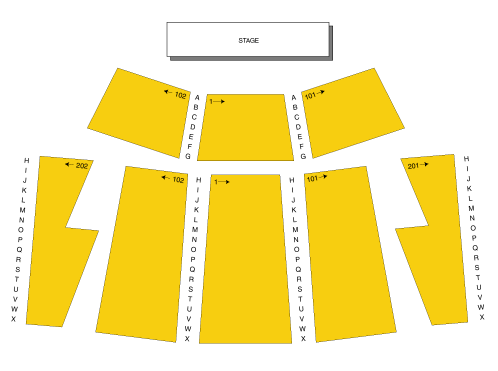 STAGE
← 102
A
B
C
D
E
F
G
1→
A
B
C
D
E
F
G
101→
H
I
J
K
L
M
N
O
P
Q
R
S
T
U
V
W
X
← 202
← 102
H
I
J
K
L
M
N
O
P
Q
R
S
T
U
V
W
X
1→
H
I
J
K
L
M
N
O
P
Q
R
S
T
U
V
W
X
101→
201→
H
I
J
K
L
M
N
O
P
Q
R
S
T
U
V
W
X